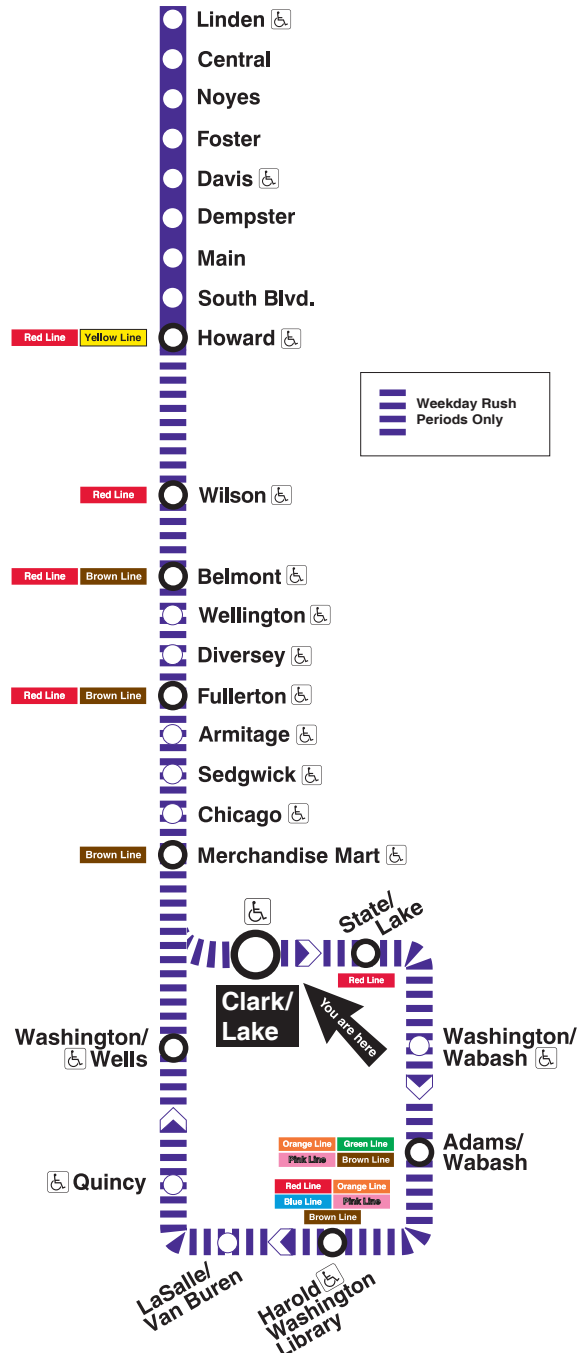 Linden
Central
Noyes
Foster
Davis
Dempster
Main
South Blvd.
Red Line Yellow Line Howard
Weekday Rush
Periods Only
Red Line Wilson
Red Line Brown Line Belmont
Wellington
Diversey
Red Line Brown Line Fullerton
Armitage
Sedgwick
Chicago
Brown Line Merchandise Mart
State/
Lake
Red Line
Clark/
Lake
You are here
Washington/
Wells
Washington/
Wabash
Orange Line Green Line
Pink Line Brown Line
Adams/
Wabash
Quincy
Red Line Orange Line
Blue Line Pink Line
Brown Line
LaSalle/
Van Buren
Harold
Washington
Library